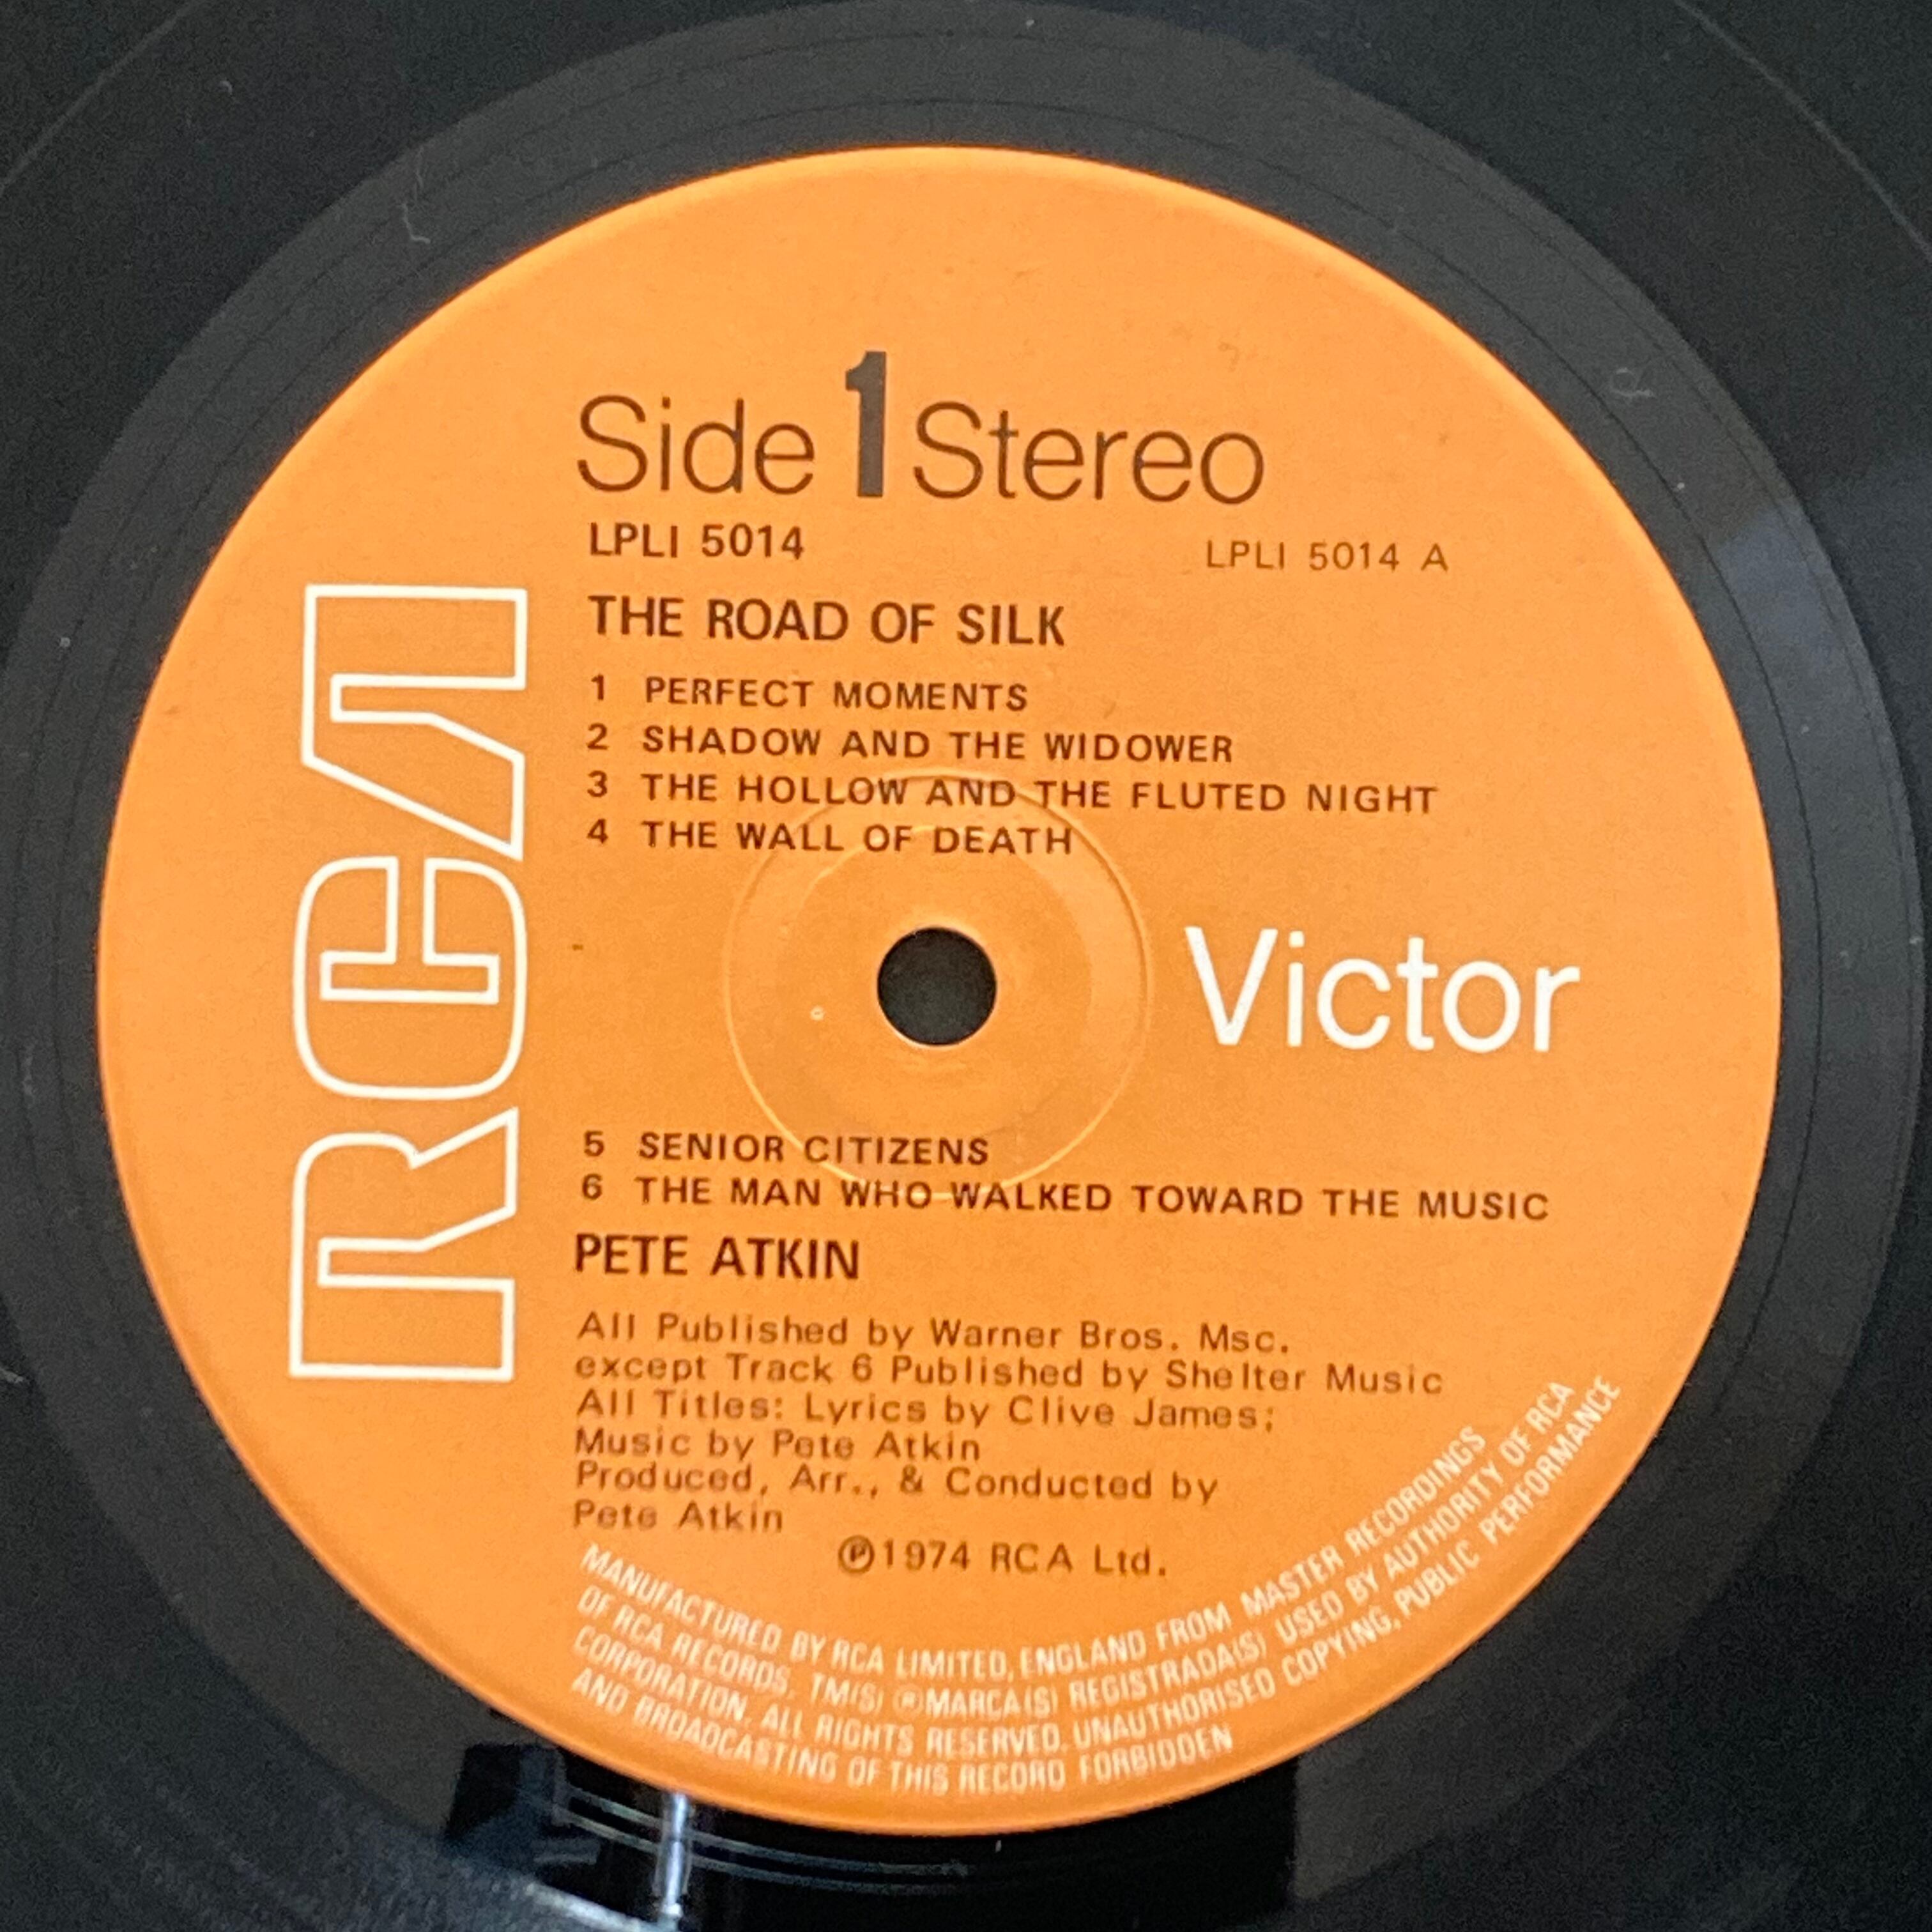 Side 1 Stereo
LPLI 5014 LPLI 5014 A
THE ROAD OF SILK
1 PERFECT MOMENTS
2 SHADOW AND THE WIDOWER
3 THE HOLLOW AND THE FLUTED NIGHT
4 THE WALL OF DEATH
RCA
Victor
5 SENIOR CITIZENS
6 THE MAN WHO WALKED TOWARD THE MUSIC
PETE ATKIN
All Published by Warner Bros. Msc.
except Track 6 Published by Shelter Music
All Titles: Lyrics by Clive James;
Music by Pete Atkin
Produced, Arr., & Conducted by
Pete Atkin
℗1974 RCA Ltd.
MANUFACTURED BY RCA LIMITED, ENGLAND FROM MASTER RECORDINGS
OF RCA RECORDS. TM(S) ®MARCA(S) REGISTRADA(S) USED BY AUTHORITY OF RCA
CORPORATION. ALL RIGHTS RESERVED. UNAUTHORISED COPYING, PUBLIC PERFORMANCE
AND BROADCASTING OF THIS RECORD FORBIDDEN